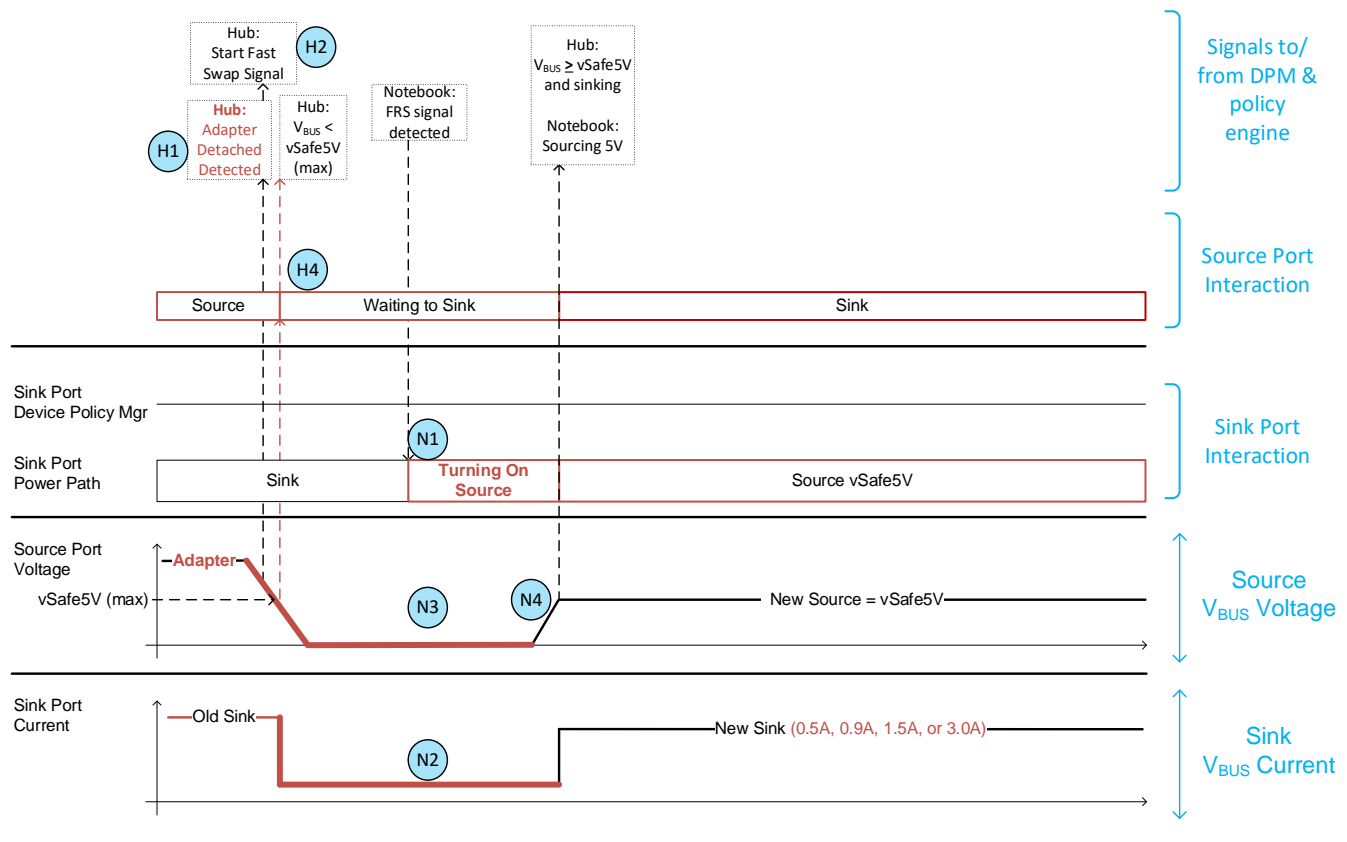 Hub:
Start Fast
Swap Signal
H2
Hub:
Adapter
Detached
Detected
H1
Hub:
VBUS <
vSafe5V
(max)
Notebook:
FRS signal
detected
Hub:
VBUS ≥ vSafe5V
and sinking
Notebook:
Sourcing 5V
Signals to/
from DPM &
policy
engine
H4
Source
Waiting to Sink
Sink
Source Port
Interaction
Sink Port
Device Policy Mgr
N1
Sink Port
Power Path
Sink
Turning On
Source
Source vSafe5V
Sink Port
Interaction
Source Port
Voltage
Adapter
vSafe5V (max)
N3
N4
New Source = vSafe5V
Source
VBUS Voltage
Sink Port
Current
Old Sink
N2
New Sink (0.5A, 0.9A, 1.5A, or 3.0A)
Sink
VBUS Current